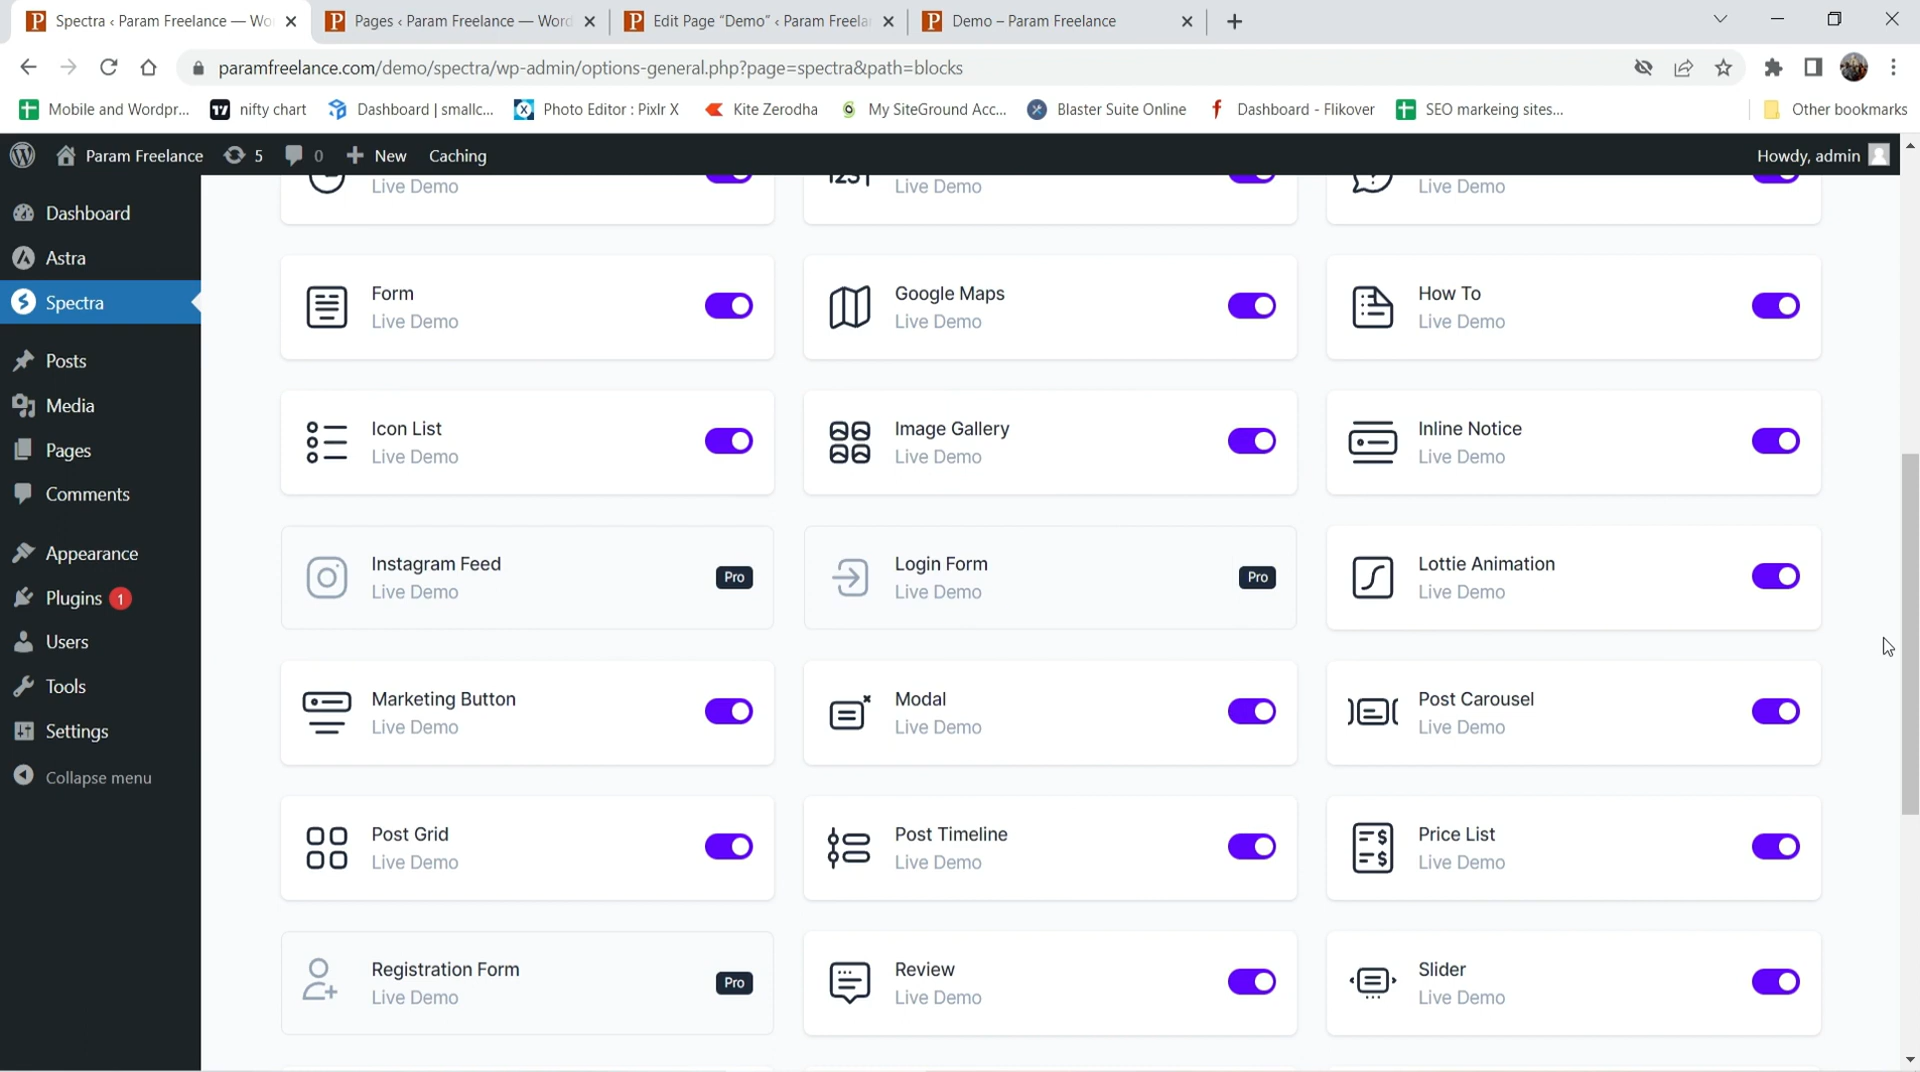 Spectra ‹ Param Freelance — Wo
Pages ‹ Param Freelance — Word
Edit Page “Demo” ‹ Param Freela
Demo – Param Freelance
paramfreelance.com/demo/spectra/wp-admin/options-general.php?page=spectra&path=blocks
Mobile and Wordpr...
nifty chart
Dashboard | smallc...
Photo Editor : Pixlr X
Kite Zerodha
My SiteGround Acc...
Blaster Suite Online
Dashboard - Flikover
SEO markeing sites...
Other bookmarks
Param Freelance
5
0
New
Caching
Howdy, admin
Dashboard
Astra
Spectra
Posts
Media
Pages
Comments
Appearance
Plugins 1
Users
Tools
Settings
Collapse menu
Live Demo
Live Demo
Live Demo
Form
Live Demo
Google Maps
Live Demo
How To
Live Demo
Icon List
Live Demo
Image Gallery
Live Demo
Inline Notice
Live Demo
Instagram Feed
Live Demo
Pro
Login Form
Live Demo
Pro
Lottie Animation
Live Demo
Marketing Button
Live Demo
Modal
Live Demo
Post Carousel
Live Demo
Post Grid
Live Demo
Post Timeline
Live Demo
Price List
Live Demo
Registration Form
Live Demo
Pro
Review
Live Demo
Slider
Live Demo